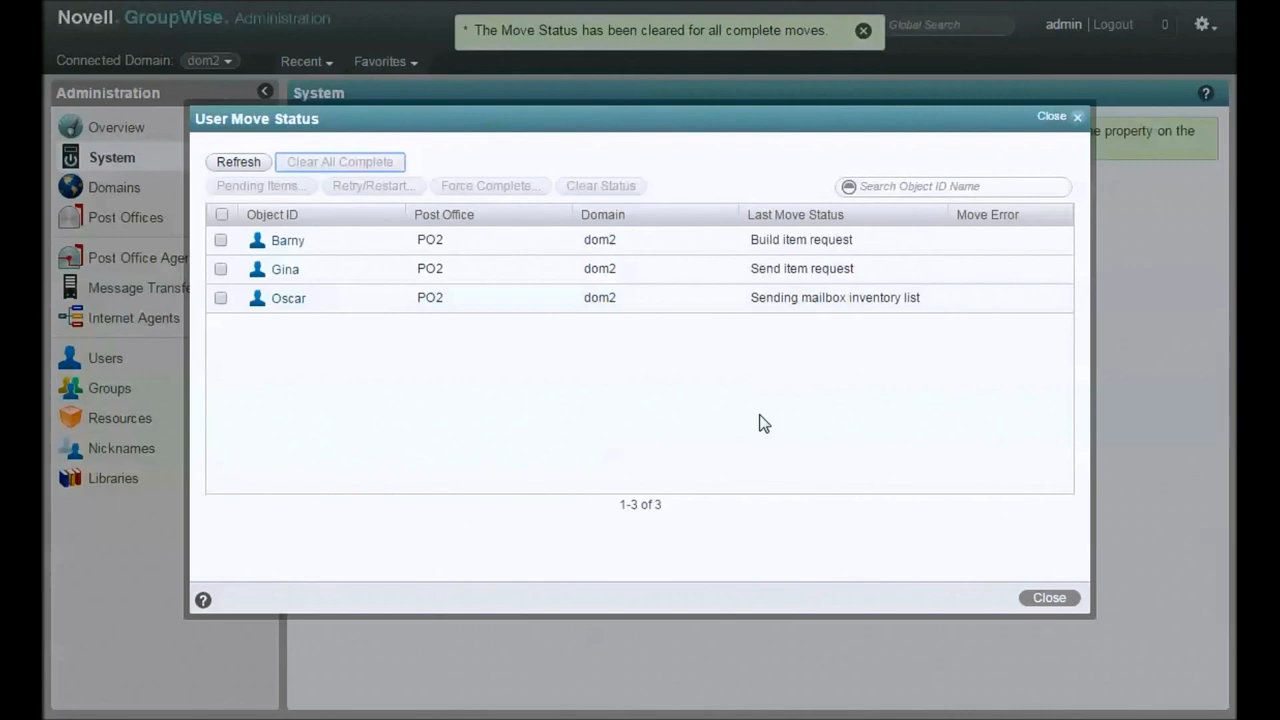 Novell. GroupWise. Administration
* The Move Status has been cleared for all complete moves.
Global Search
admin | Logout
0
Connected Domain: dom2
Recent
Favorites
Administration
System
?
e property on the
User Move Status
Close ×
Overview
System
Domains
Post Offices
Post Office Agen
Message Transfe
Internet Agents
Users
Groups
Resources
Nicknames
Libraries
Refresh
Clear All Complete
Pending Items...
Retry/Restart...
Force Complete...
Clear Status
Search Object ID Name
Object ID Post Office Domain Last Move Status Move Error
Barny PO2 dom2 Build item request
Gina PO2 dom2 Send item request
Oscar PO2 dom2 Sending mailbox inventory list
1-3 of 3
?
Close